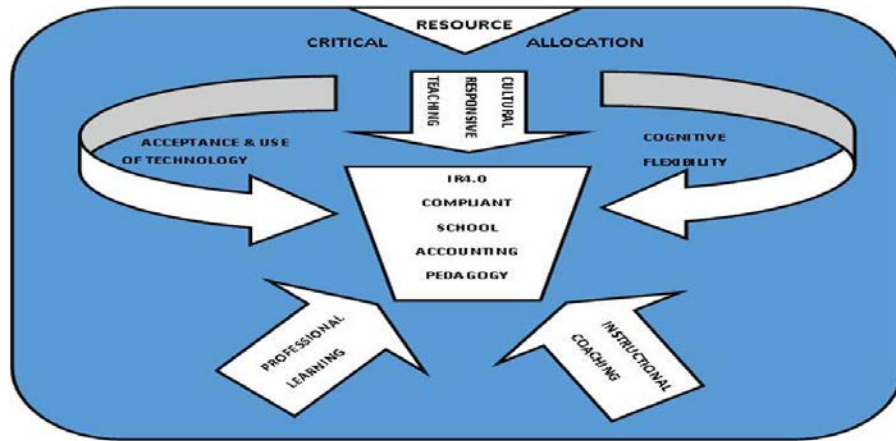 RESOURCE
CRITICAL ALLOCATION
CULTURAL
RESPONSIVE
TEACHING
ACCEPTANCE & USE
OF TECHNOLOGY
COGNITIVE
FLEXIBILITY
IR4.0
COMPLIANT
SCHOOL
ACCOUNTING
PEDAGOGY
PROFESSIONAL
LEARNING
INSTRUCTIONAL
COACHING